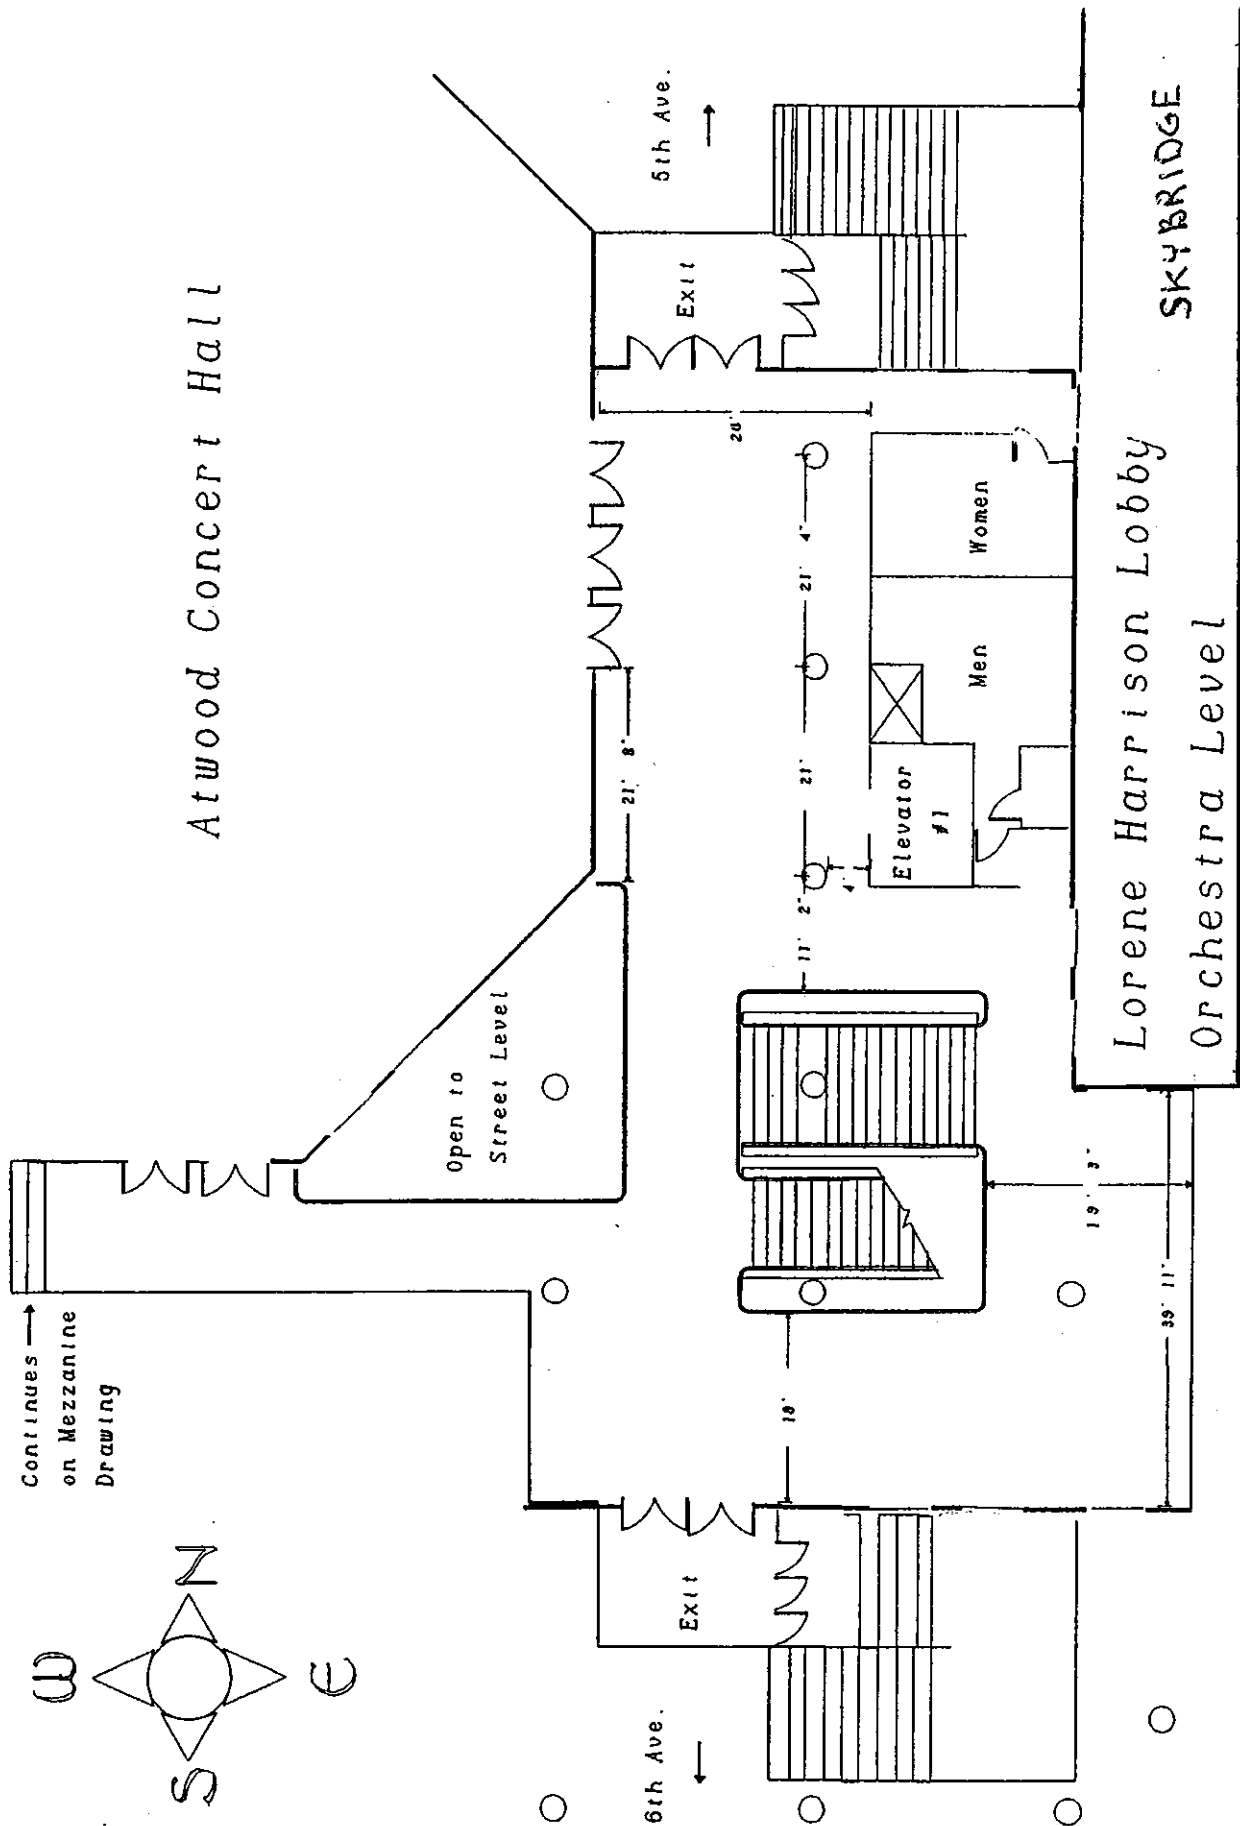 Atwood Concert Hall
Continues
on Mezzanine
Drawing
W
N
S
E
Open to
Street Level
5th Ave.
Exit
21' 8"
11' 2"
21'
21' 4"
4'
Elevator
#1
Men
Women
18'
19' 3"
39' 11"
Exit
6th Ave.
Lorene Harrison Lobby
Orchestra Level
SKYBRIDGE